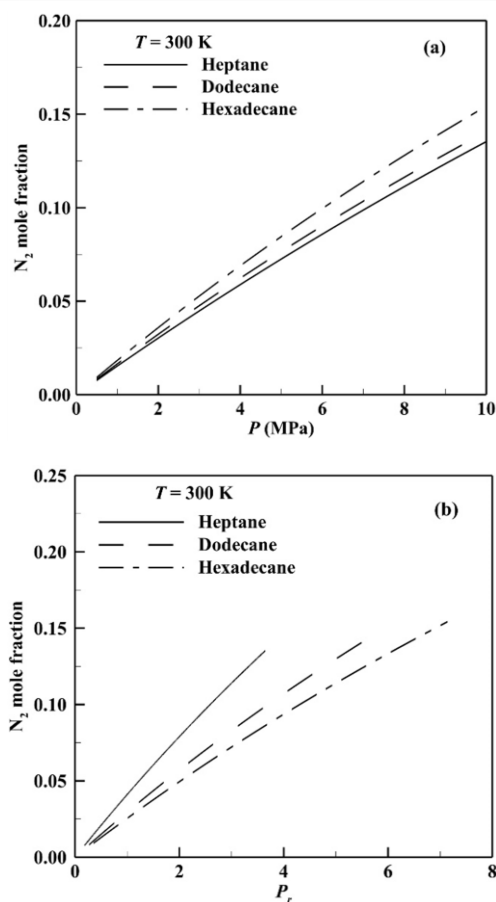 0.20
T = 300 K
(a)
Heptane
Dodecane
Hexadecane
0.15
0.10
0.05
0.00
N2 mole fraction
0 2 4 6 8 10
P (MPa)
0.25
T = 300 K
(b)
Heptane
Dodecane
Hexadecane
0.20
0.15
0.10
0.05
0.00
N2 mole fraction
0 2 4 6 8
Pr